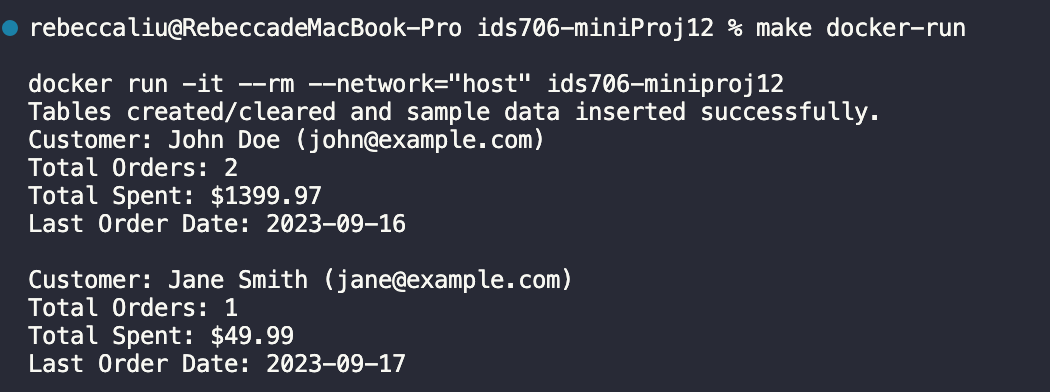 rebeccaliu@RebeccadeMacBook-Pro ids706-miniProj12 % make docker-run
docker run -it --rm --network="host" ids706-miniproj12
Tables created/cleared and sample data inserted successfully.
Customer: John Doe (john@example.com)
Total Orders: 2
Total Spent: $1399.97
Last Order Date: 2023-09-16
Customer: Jane Smith (jane@example.com)
Total Orders: 1
Total Spent: $49.99
Last Order Date: 2023-09-17